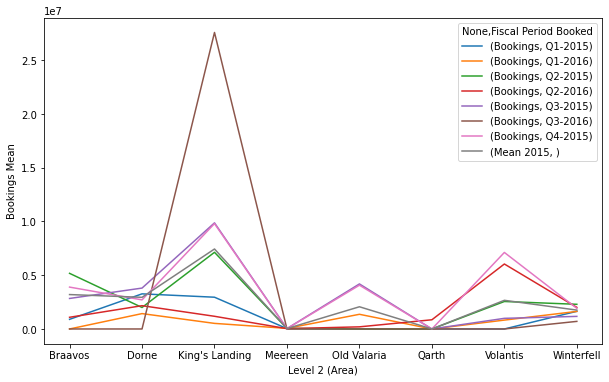 1e7
None,Fiscal Period Booked
(Bookings, Q1-2015)
(Bookings, Q1-2016)
(Bookings, Q2-2015)
(Bookings, Q2-2016)
(Bookings, Q3-2015)
(Bookings, Q3-2016)
(Bookings, Q4-2015)
(Mean 2015, )
2.5
2.0
1.5
1.0
0.5
0.0
Bookings Mean
Braavos Dorne King's Landing Meereen Old Valaria Qarth Volantis Winterfell
Level 2 (Area)